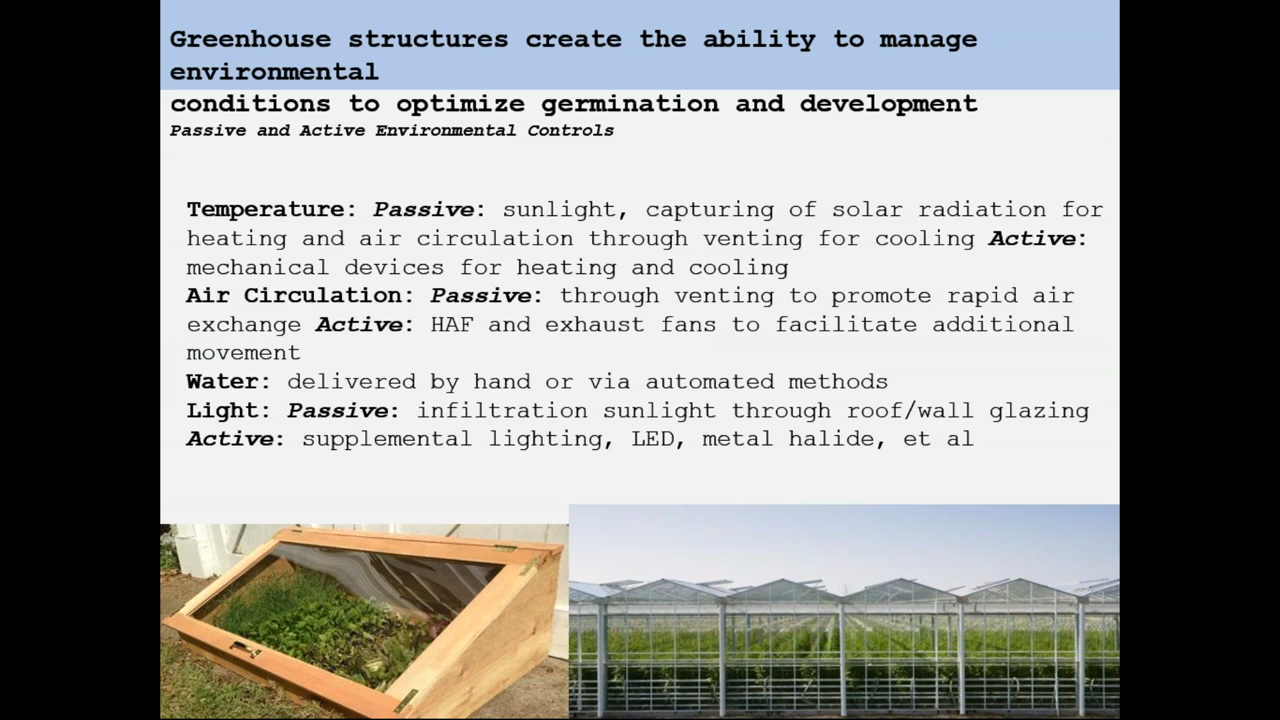 Greenhouse structures create the ability to manage
environmental
conditions to optimize germination and development
Passive and Active Environmental Controls
Temperature: Passive: sunlight, capturing of solar radiation for
heating and air circulation through venting for cooling Active:
mechanical devices for heating and cooling
Air Circulation: Passive: through venting to promote rapid air
exchange Active: HAF and exhaust fans to facilitate additional
movement
Water: delivered by hand or via automated methods
Light: Passive: infiltration sunlight through roof/wall glazing
Active: supplemental lighting, LED, metal halide, et al